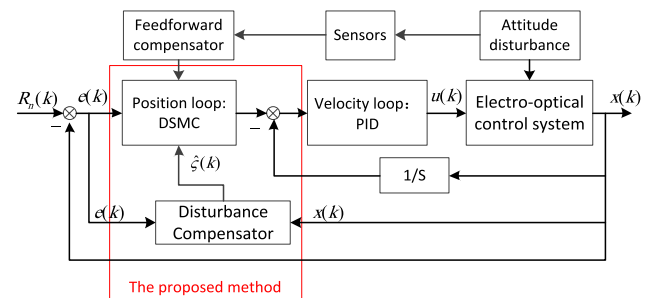 Feedforward
compensator
Sensors
Attitude
disturbance
Rₙ(k)
e(k)
−
Position loop:
DSMC
−
Velocity loop：
PID
u(k)
Electro-optical
control system
x(k)
ς̂(k)
1/S
e(k)
Disturbance
Compensator
x(k)
The proposed method